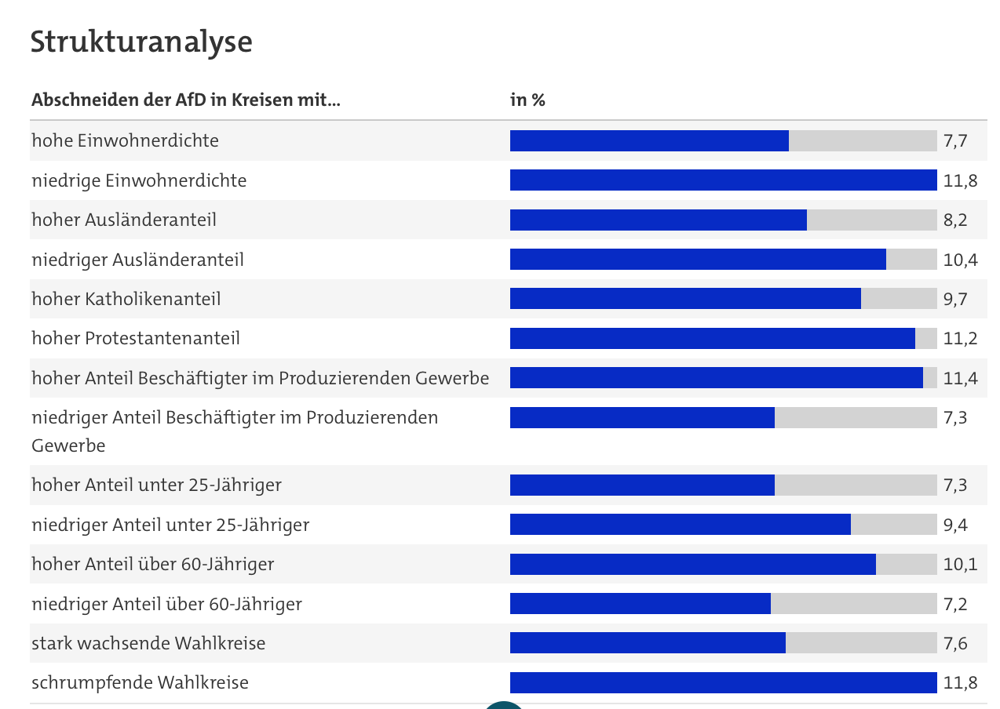 Strukturanalyse
Abschneiden der AfD in Kreisen mit... in %
hohe Einwohnerdichte 7,7
niedrige Einwohnerdichte 11,8
hoher Ausländeranteil 8,2
niedriger Ausländeranteil 10,4
hoher Katholikenanteil 9,7
hoher Protestantenanteil 11,2
hoher Anteil Beschäftigter im Produzierenden Gewerbe 11,4
niedriger Anteil Beschäftigter im Produzierenden 7,3
Gewerbe
hoher Anteil unter 25-Jähriger 7,3
niedriger Anteil unter 25-Jähriger 9,4
hoher Anteil über 60-Jähriger 10,1
niedriger Anteil über 60-Jähriger 7,2
stark wachsende Wahlkreise 7,6
schrumpfende Wahlkreise 11,8